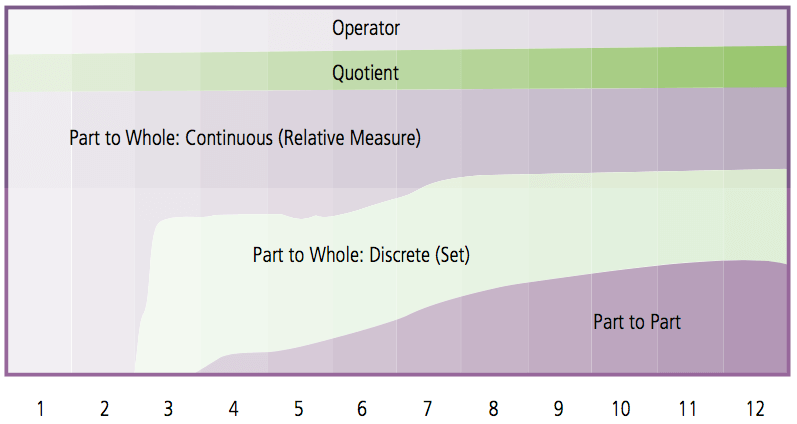 Operator
Quotient
Part to Whole: Continuous (Relative Measure)
Part to Whole: Discrete (Set)
Part to Part
1 2 3 4 5 6 7 8 9 10 11 12